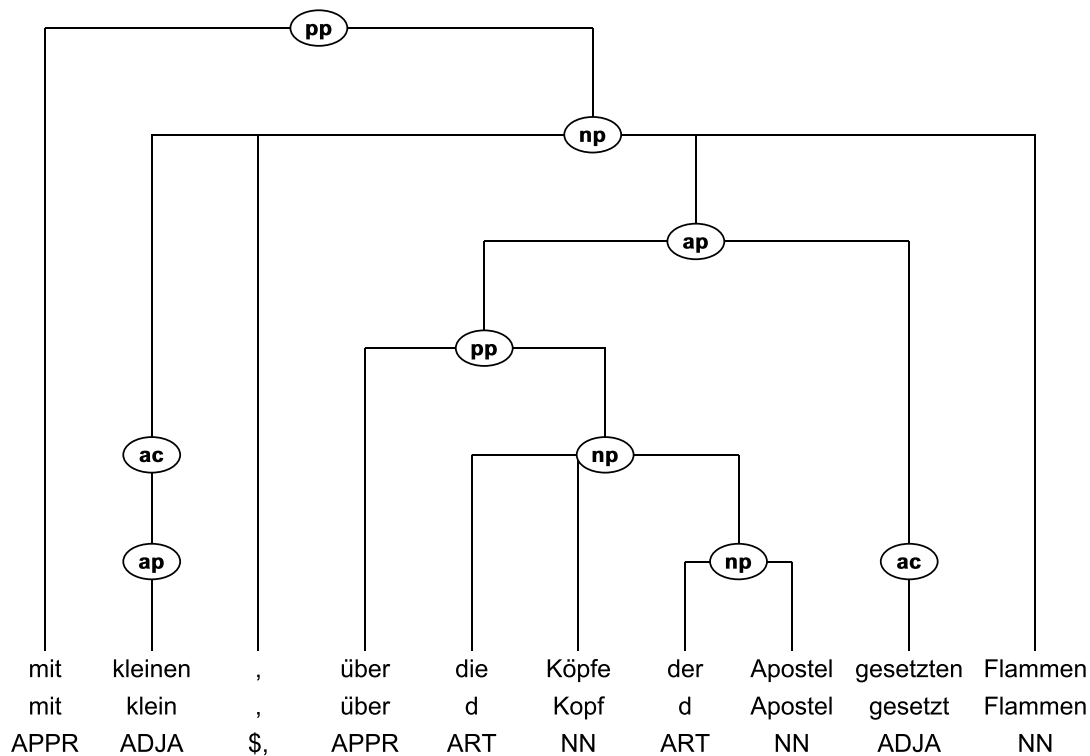 pp
np
ap
pp
ac np
ap np ac
mit kleinen , über die Köpfe der Apostel gesetzten Flammen
mit klein , über d Kopf d Apostel gesetzt Flammen
APPR ADJA $, APPR ART NN ART NN ADJA NN